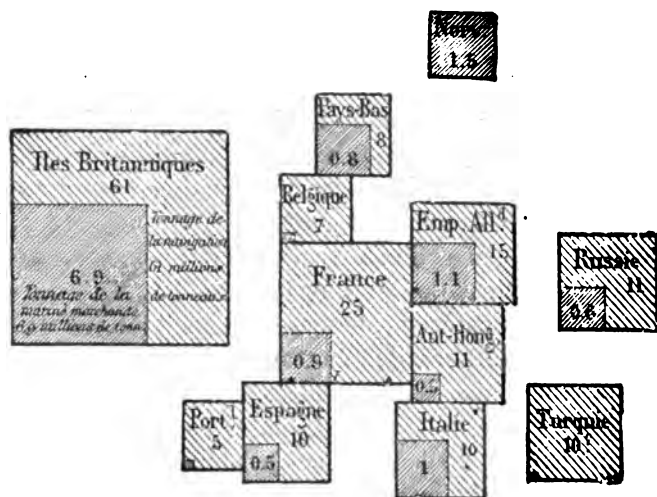 Norv.
1.5
Pays-Bas
8
0.8
Iles Britanniques
61
Tonnage de
la navigation
61 millions
de tonneaux
6.9
Tonnage de la
marine marchande
6.9 millions de tonn.
Belgique
7
Emp. All.d
15
1.1
France
25
0.9
Russie
11
0.6
Aut-Hong.
11
0.5
Port.l
5
Espagne
10
0.5
Italie
10
1
Turquie
10